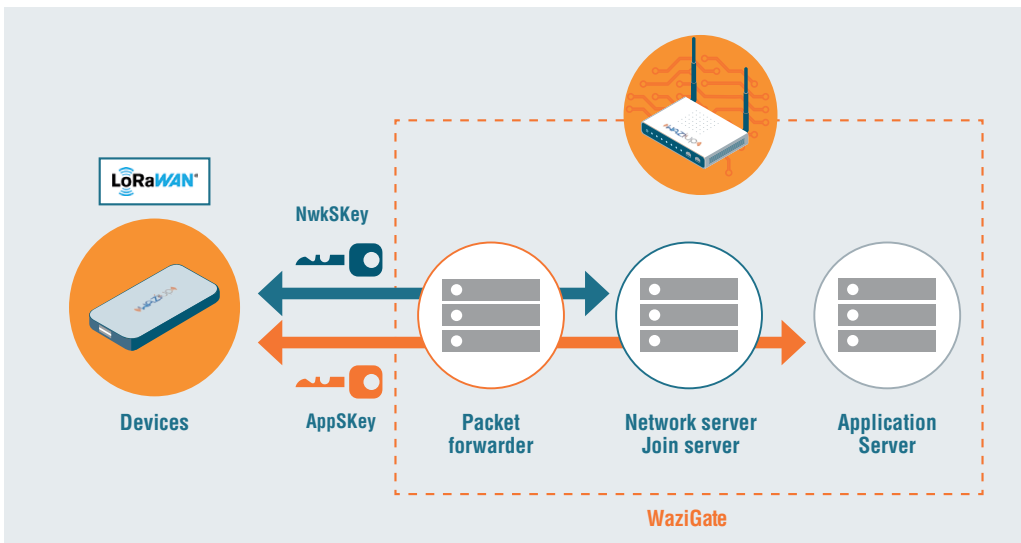 LoRaWAN®
NwkSKey
AppSKey
Devices
Packet
forwarder
Network server
Join server
Application
Server
WaziGate